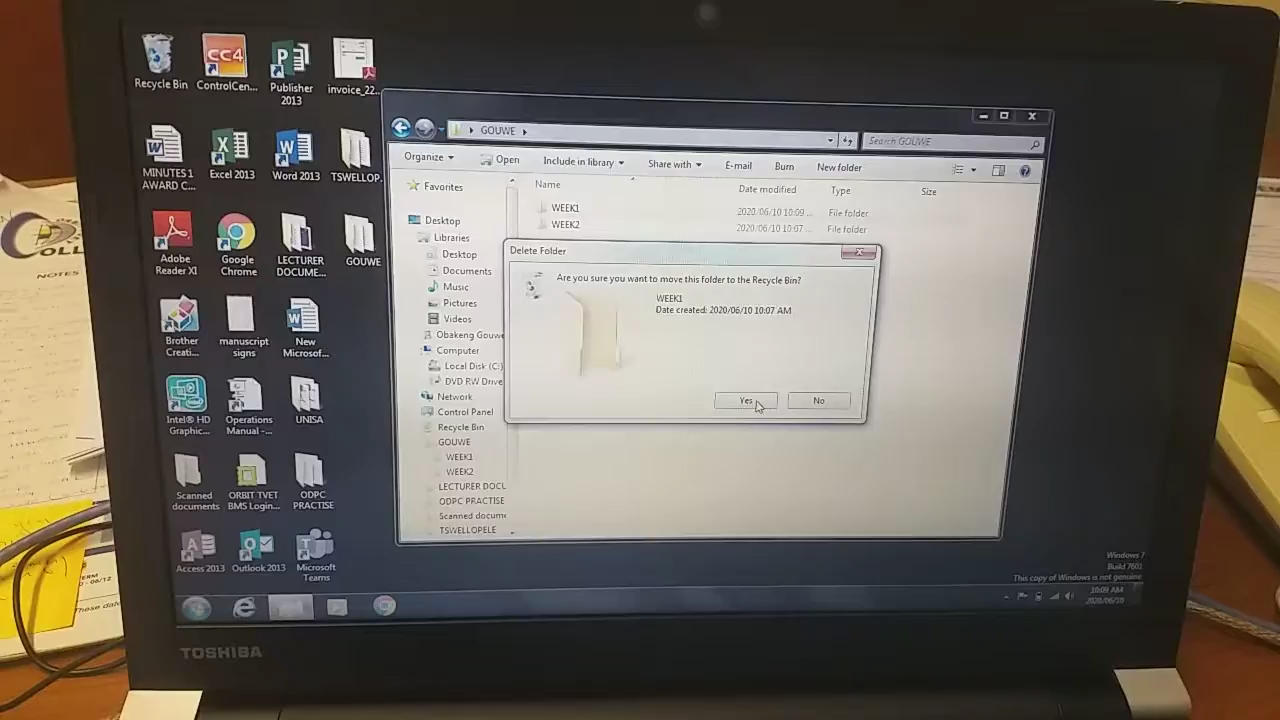 Recycle Bin
ControlCen...
Publisher
2013
invoice_22...
MINUTES 1
AWARD C...
Excel 2013
Word 2013
TSWELLOP...
Adobe
Reader XI
Google
Chrome
LECTURER
DOCUME...
GOUWE
Brother
Creati...
manuscript
signs
New
Microsof...
Intel® HD
Graphic...
Operations
Manual -...
UNISA
Scanned
documents
ORBIT TVET
BMS Login...
ODPC
PRACTISE
Access 2013
Outlook 2013
Microsoft
Teams
GOUWE
Search GOUWE
Organize
Open
Include in library
Share with
E-mail
Burn
New folder
Name
Date modified
Type
Size
Favorites
Desktop
Libraries
Desktop
Documents
Music
Pictures
Videos
Obakeng Gouwe
Computer
Local Disk (C:)
DVD RW Drive
Network
Control Panel
Recycle Bin
GOUWE
WEEK1
WEEK2
LECTURER DOCU
ODPC PRACTISE
Scanned docume
TSWELLOPELE
WEEK1 2020/06/10 10:09 ... File folder
WEEK2 2020/06/10 10:07 ... File folder
Delete Folder
Are you sure you want to move this folder to the Recycle Bin?
WEEK1
Date created: 2020/06/10 10:07 AM
Yes
No
Windows 7
Build 7601
This copy of Windows is not genuine
10:09 AM
2020/06/10
TOSHIBA
NOTES
CC4